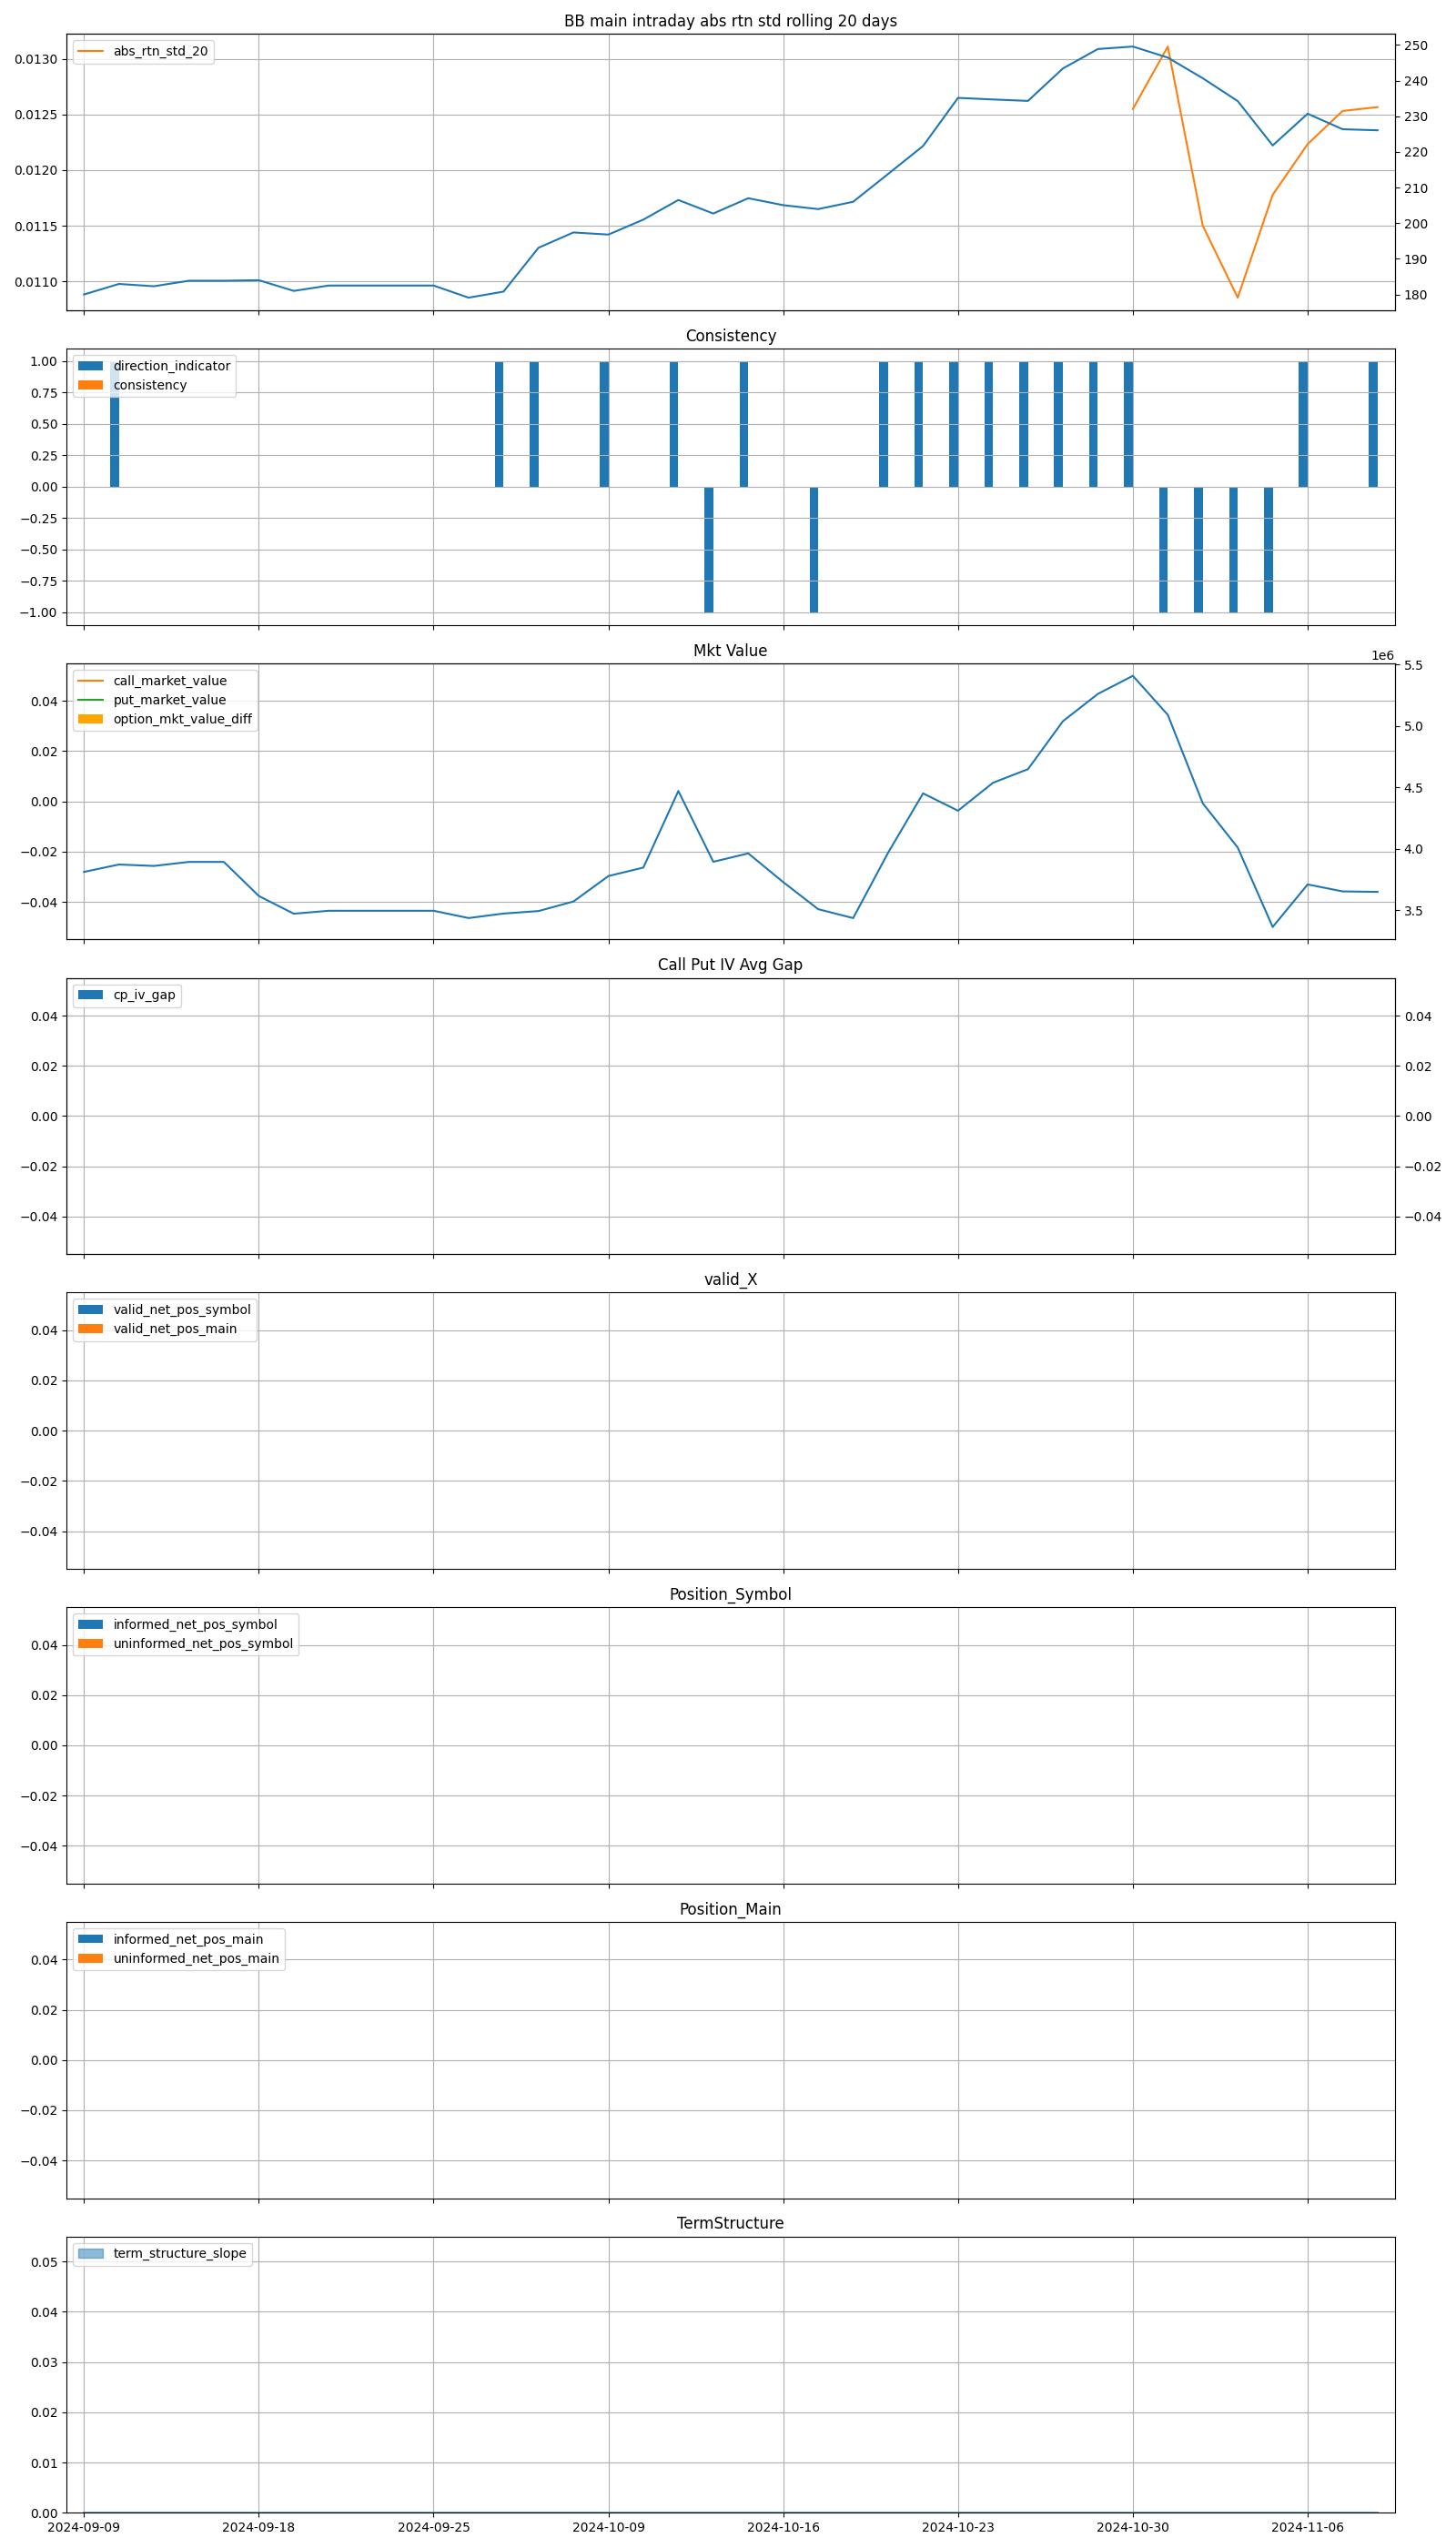 BB main intraday abs rtn std rolling 20 days
abs_rtn_std_20
0.0130
0.0125
0.0120
0.0115
0.0110
250
240
230
220
210
200
190
180
Consistency
direction_indicator
consistency
1.00
0.75
0.50
0.25
0.00
−0.25
−0.50
−0.75
−1.00
Mkt Value
1e6
call_market_value
put_market_value
option_mkt_value_diff
0.04
0.02
0.00
−0.02
−0.04
5.5
5.0
4.5
4.0
3.5
Call Put IV Avg Gap
cp_iv_gap
0.04
0.02
0.00
−0.02
−0.04
0.04
0.02
0.00
−0.02
−0.04
valid_X
valid_net_pos_symbol
valid_net_pos_main
0.04
0.02
0.00
−0.02
−0.04
Position_Symbol
informed_net_pos_symbol
uninformed_net_pos_symbol
0.04
0.02
0.00
−0.02
−0.04
Position_Main
informed_net_pos_main
uninformed_net_pos_main
0.04
0.02
0.00
−0.02
−0.04
TermStructure
term_structure_slope
0.05
0.04
0.03
0.02
0.01
0.00
2024-09-09 2024-09-18 2024-09-25 2024-10-09 2024-10-16 2024-10-23 2024-10-30 2024-11-06